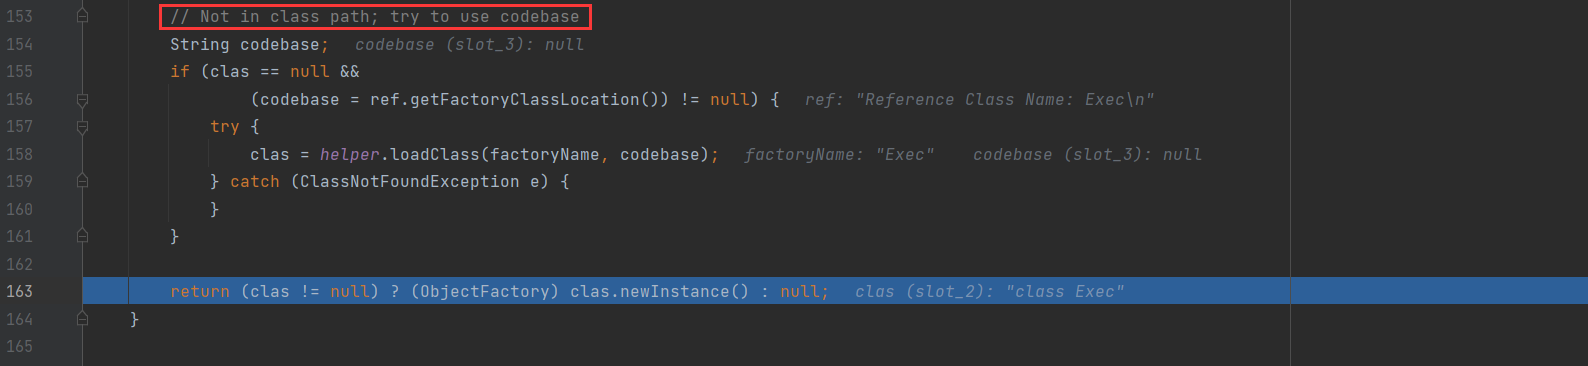 153 // Not in class path; try to use codebase
154 String codebase; codebase (slot_3): null
155 if (clas == null &&
156 (codebase = ref.getFactoryClassLocation()) != null) { ref: "Reference Class Name: Exec\n"
157 try {
158 clas = helper.loadClass(factoryName, codebase); factoryName: "Exec" codebase (slot_3): null
159 } catch (ClassNotFoundException e) {
160 }
161 }
162
163 return (clas != null) ? (ObjectFactory) clas.newInstance() : null; clas (slot_2): "class Exec"
164 }
165